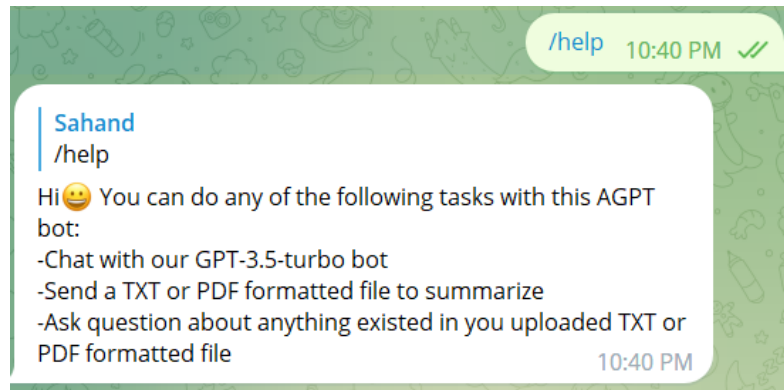 /help 10:40 PM
Sahand
/help
Hi😀 You can do any of the following tasks with this AGPT
bot:
-Chat with our GPT-3.5-turbo bot
-Send a TXT or PDF formatted file to summarize
-Ask question about anything existed in you uploaded TXT or
PDF formatted file
10:40 PM